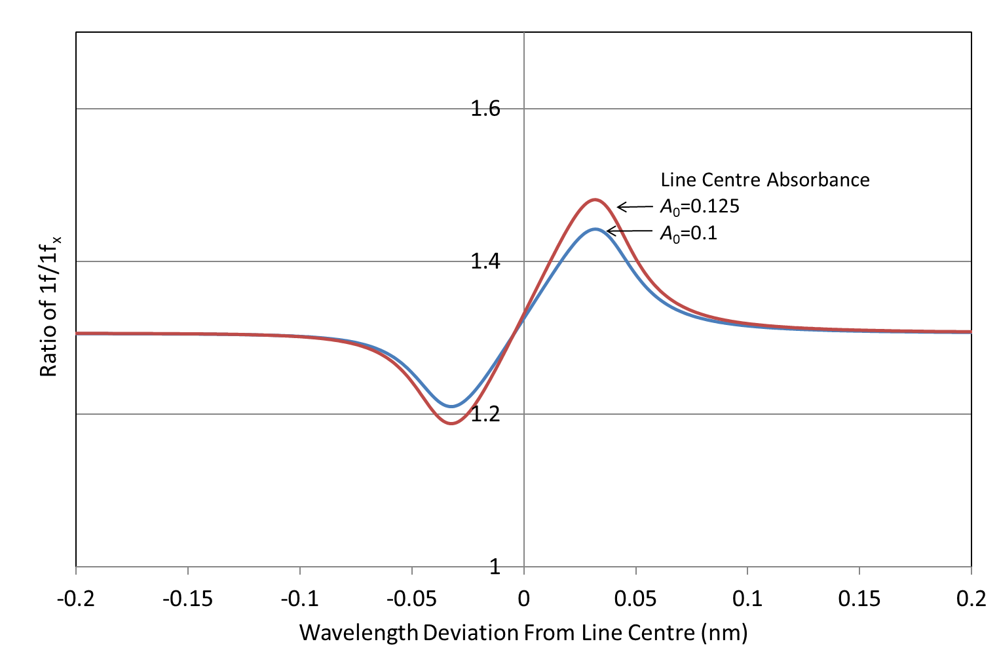 1.6
Line Centre Absorbance
A₀=0.125
A₀=0.1
1.4
Ratio of 1f/1fₓ
1.2
1
-0.2 -0.15 -0.1 -0.05 0 0.05 0.1 0.15 0.2
Wavelength Deviation From Line Centre (nm)